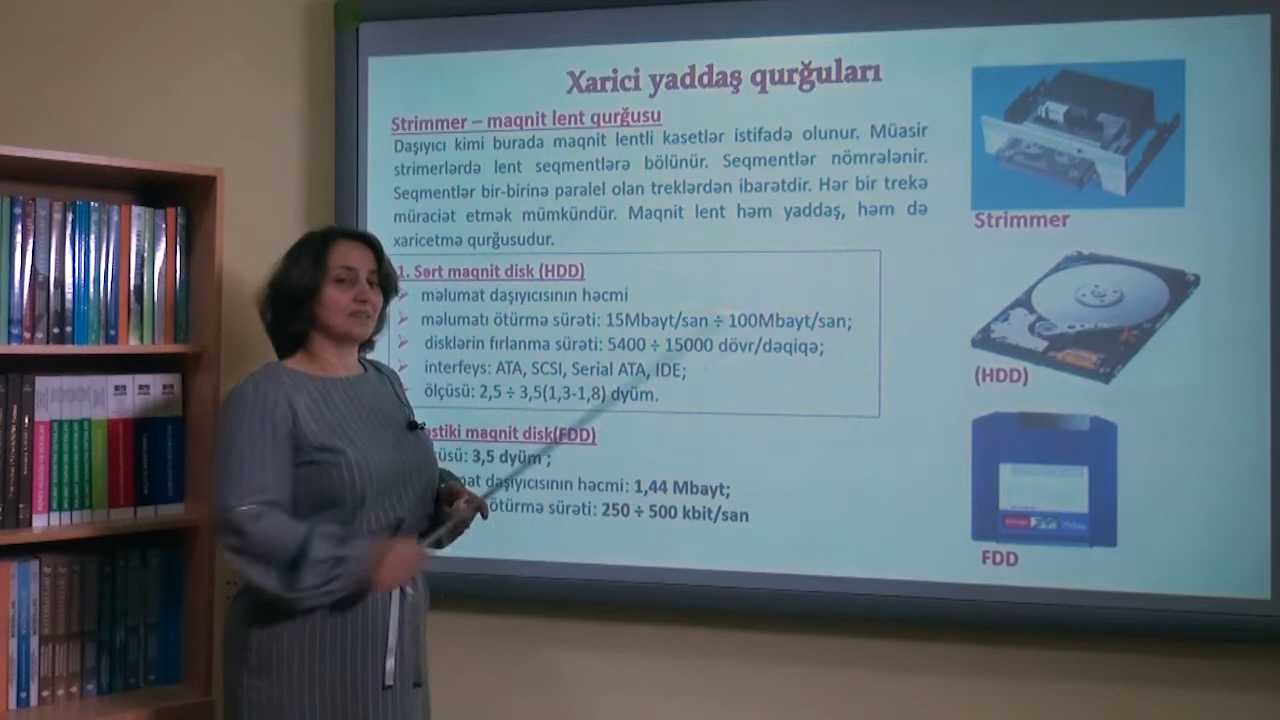 Xarici yaddaş qurğuları
Strimmer – maqnit lent qurğusu
Daşıyıcı kimi burada maqnit lentli kasetlər istifadə olunur. Müasir
strimerlərdə lent seqmentlərə bölünür. Seqmentlər nömrələnir.
Seqmentlər bir-birinə paralel olan treklərdən ibarətdir. Hər bir trekə
müraciət etmək mümkündür. Maqnit lent həm yaddaş, həm də
xaricetmə qurğusudur.
1. Sərt maqnit disk (HDD)
məlumat daşıyıcısının həcmi
məlumatı ötürmə sürəti: 15Mbayt/san ÷ 100Mbayt/san;
disklərin fırlanma sürəti: 5400 ÷ 15000 dövr/dəqiqə;
interfeys: ATA, SCSI, Serial ATA, IDE;
ölçüsü: 2,5 ÷ 3,5(1,3-1,8) dyüm.
astiki maqnit disk(FDD)
üsü: 3,5 dyüm ;
mat daşıyıcısının həcmi: 1,44 Mbayt;
ötürmə sürəti: 250 ÷ 500 kbit/san
Strimmer
(HDD)
FDD